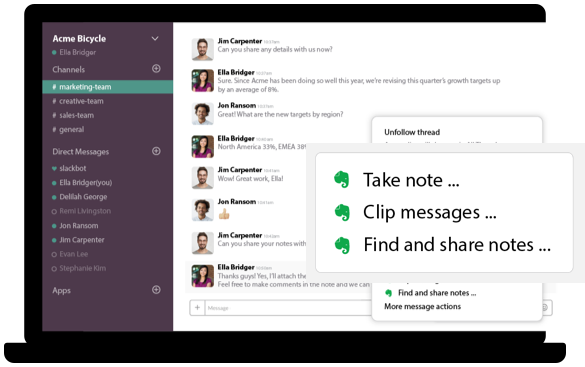 Acme Bicycle
Ella Bridger
Channels
# marketing-team
# creative-team
# sales-team
# general
Direct Messages
slackbot
Ella Bridger(you)
Delilah George
Remi Livingston
Jon Ransom
Jim Carpenter
Evan Lee
Stephanie Kim
Apps
Jim Carpenter
Can you share any details with us now?
Ella Bridger
Sure. Since Acme has been doing so well this year, we're revising this quarter's growth targets up
by an average of 8%.
Jon Ransom
Great! What are the new targets by region?
Ella Bridger
North America 33%, EMEA 38%
Jim Carpenter
Wow! Great work, Ella!
Jon Ransom
Jim Carpenter
Can you share your notes with
Ella Bridger
Thanks guys! Yes, I'll attach the
Feel free to make comments in the note and we can
Message
Unfollow thread
Take note ...
Clip messages ...
Find and share notes ...
Find and share notes ...
More message actions